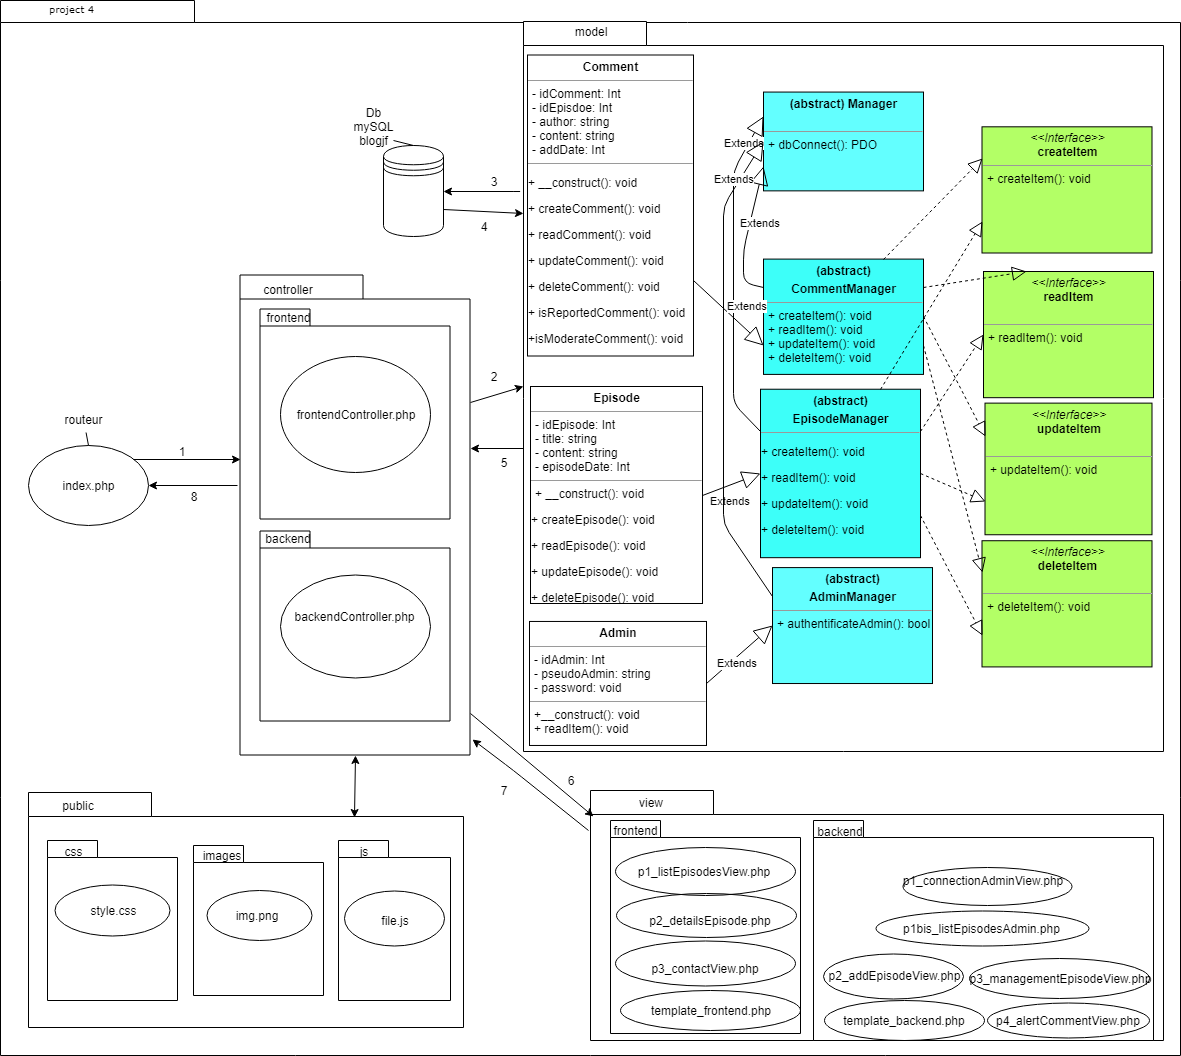 project 4
model
Comment
- idComment: Int
- idEpisdoe: Int
- author: string
- content: string
- addDate: Int
+ __construct(): void
+ createComment(): void
+ readComment(): void
+ updateComment(): void
+ deleteComment(): void
+ isReportedComment(): void
+isModerateComment(): void
Episode
- idEpisode: Int
- title: string
- content: string
- episodeDate: Int
+ __construct(): void
+ createEpisode(): void
+ readEpisode(): void
+ updateEpisode(): void
+ deleteEpisode(): void
Admin
- idAdmin: Int
- pseudoAdmin: string
- password: void
+__construct(): void
+ readItem(): void
(abstract) Manager
+ dbConnect(): PDO
Extends
Extends
Extends
Extends
Extends
Extends
(abstract)
CommentManager
+ createItem(): void
+ readItem(): void
+ updateItem(): void
+ deleteItem(): void
(abstract)
EpisodeManager
+ createItem(): void
+ readItem(): void
+ updateItem(): void
+ deleteItem(): void
(abstract)
AdminManager
+ authentificateAdmin(): bool
<<Interface>>
createItem
+ createItem(): void
<<Interface>>
readItem
+ readItem(): void
<<Interface>>
updateItem
+ updateItem(): void
<<Interface>>
deleteItem
+ deleteItem(): void
Db
mySQL
blogjf
3
4
controller
frontend
frontendController.php
backend
backendController.php
2
5
routeur
index.php
1
8
6
7
public
css
style.css
images
img.png
js
file.js
view
frontend
p1_listEpisodesView.php
p2_detailsEpisode.php
p3_contactView.php
template_frontend.php
backend
p1_connectionAdminView.php
p1bis_listEpisodesAdmin.php
p2_addEpisodeView.php
p3_managementEpisodeView.php
template_backend.php
p4_alertCommentView.php